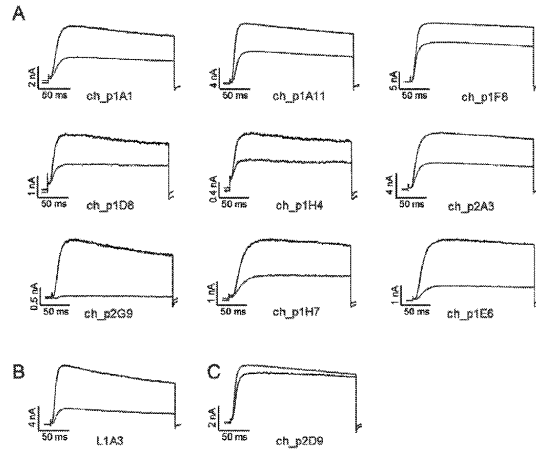 A
2 nA
50 ms
ch_p1A1
4 nA
50 ms
ch_p1A11
5 nA
50 ms
ch_p1F6
1 nA
50 ms
ch_p1D8
0.4 nA
50 ms
ch_p1H4
4 nA
50 ms
ch_p2A3
0.5 nA
50 ms
ch_p2G9
1 nA
50 ms
ch_p1H7
1 nA
50 ms
ch_p1E6
B
4 nA
50 ms
L1A3
C
2 nA
50 ms
ch_p2D9